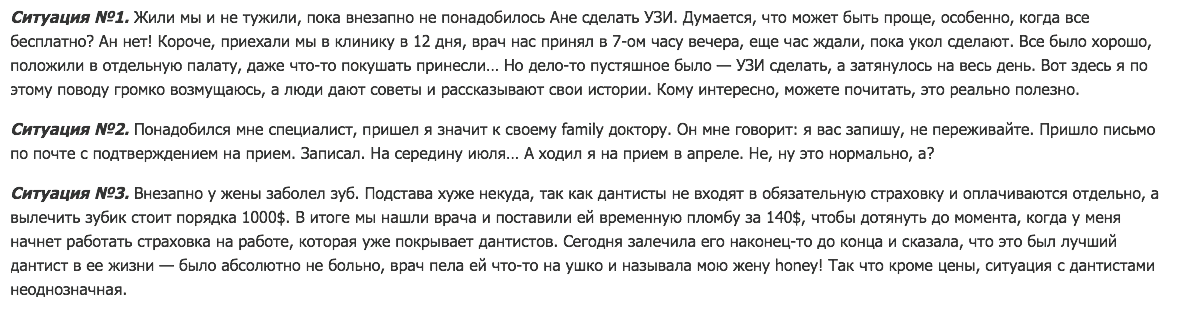 Ситуация №1. Жили мы и не тужили, пока внезапно не понадобилось Ане сделать УЗИ. Думается, что может быть проще, особенно, когда все
бесплатно? Ан нет! Короче, приехали мы в клинику в 12 дня, врач нас принял в 7-ом часу вечера, еще час ждали, пока укол сделают. Все было хорошо,
положили в отдельную палату, даже что-то покушать принесли... Но дело-то пустяшное было — УЗИ сделать, а затянулось на весь день. Вот здесь я по
этому поводу громко возмущаюсь, а люди дают советы и рассказывают свои истории. Кому интересно, можете почитать, это реально полезно.
Ситуация №2. Понадобился мне специалист, пришел я значит к своему family доктору. Он мне говорит: я вас запишу, не переживайте. Пришло письмо
по почте с подтверждением на прием. Записал. На середину июля... А ходил я на прием в апреле. Не, ну это нормально, а?
Ситуация №3. Внезапно у жены заболел зуб. Подстава хуже некуда, так как дантисты не входят в обязательную страховку и оплачиваются отдельно, а
вылечить зубик стоит порядка 1000$. В итоге мы нашли врача и поставили ей временную пломбу за 140$, чтобы дотянуть до момента, когда у меня
начнет работать страховка на работе, которая уже покрывает дантистов. Сегодня залечила его наконец-то до конца и сказала, что это был лучший
дантист в ее жизни — было абсолютно не больно, врач пела ей что-то на ушко и называла мою жену honey! Так что кроме цены, ситуация с дантистами
неоднозначная.